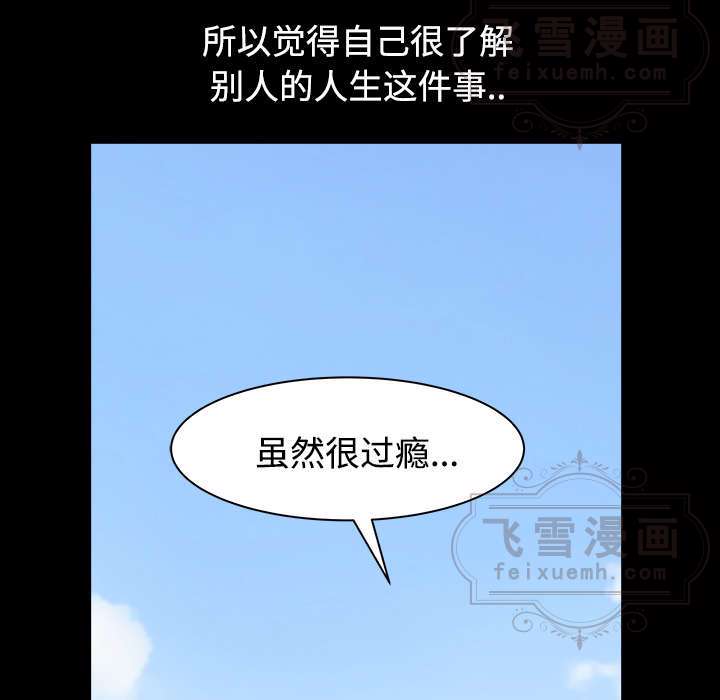 所以觉得自己很了解
别人的人生这件事..
飞雪漫画
feixuemh.com
虽然很过瘾...
飞雪漫画
feixuemh.com